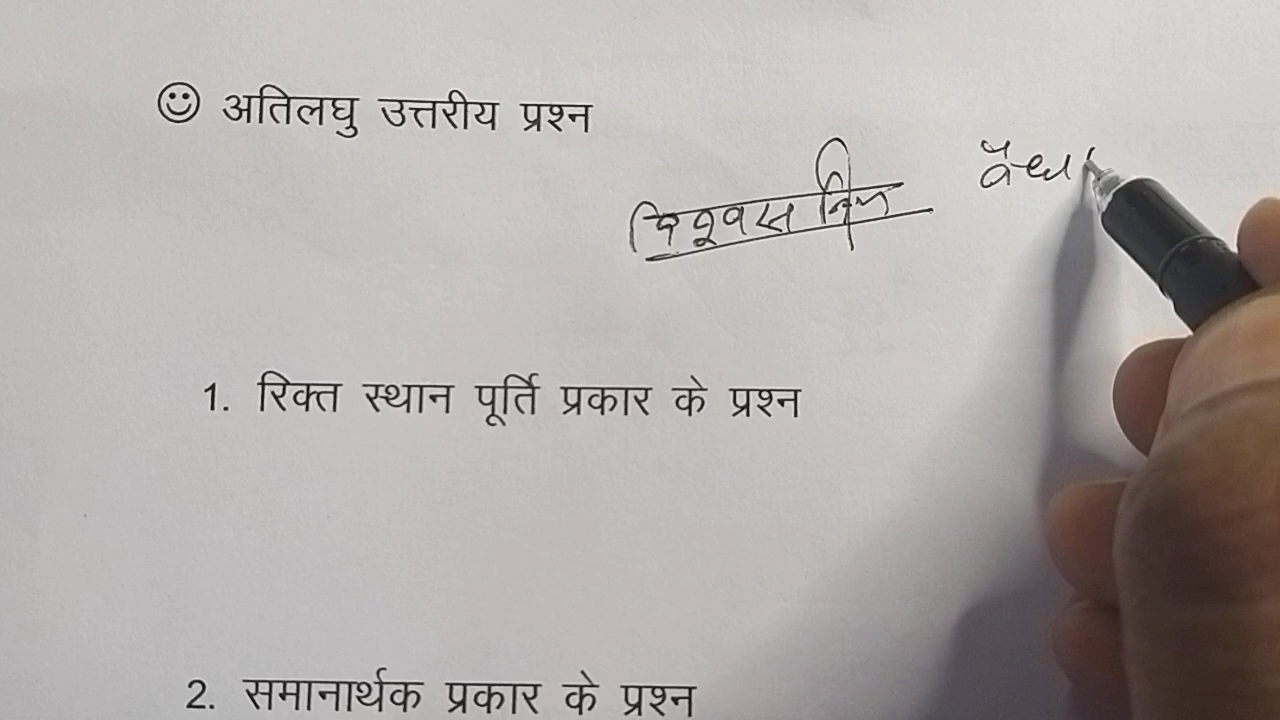 ☺ अतिलघु उत्तरीय प्रश्न
1. रिक्त स्थान पूर्ति प्रकार के प्रश्न
2. समानार्थक प्रकार के प्रश्न